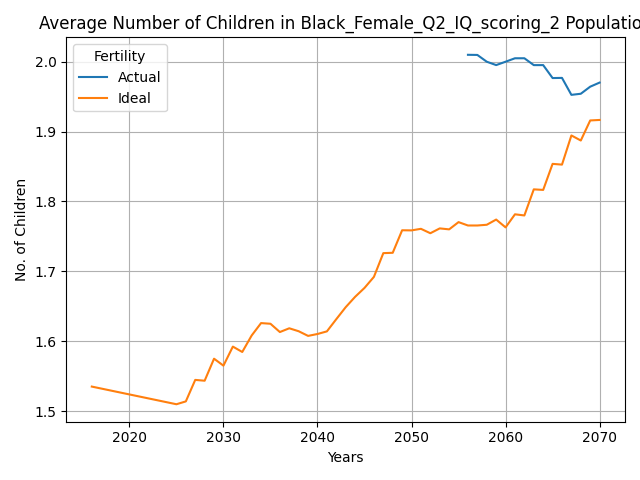 Average Number of Children in Black_Female_Q2_IQ_scoring_2 Populatio
Fertility
Actual
Ideal
No. of Children
2.0
1.9
1.8
1.7
1.6
1.5
2020 2030 2040 2050 2060 2070
Years